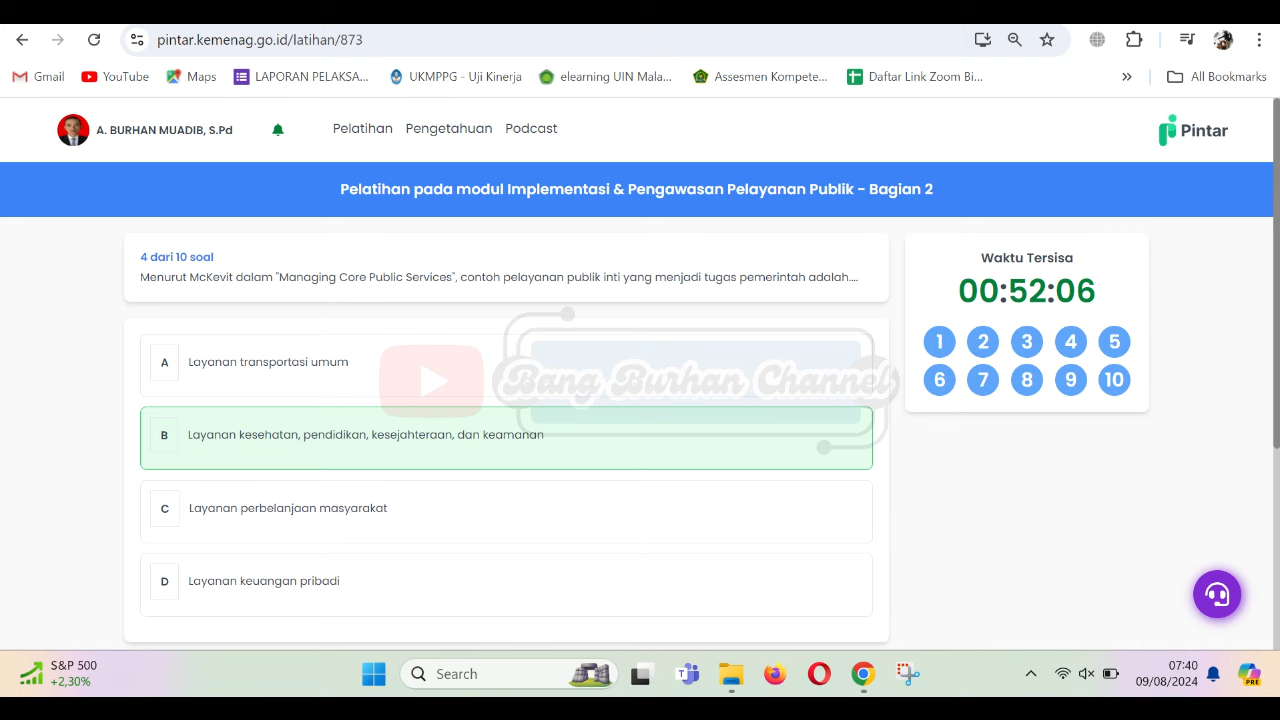 pintar.kemenag.go.id/latihan/873
Gmail YouTube Maps LAPORAN PELAKSA... UKMPPG - Uji Kinerja elearning UIN Mala... Assesmen Kompete... Daftar Link Zoom Bi... » All Bookmarks
A. BURHAN MUADIB, S.Pd Pelatihan Pengetahuan Podcast Pintar
Pelatihan pada modul Implementasi & Pengawasan Pelayanan Publik - Bagian 2
4 dari 10 soal
Menurut McKevit dalam "Managing Core Public Services", contoh pelayanan publik inti yang menjadi tugas pemerintah adalah....
Waktu Tersisa
00:52:06
1 2 3 4 5
6 7 8 9 10
A Layanan transportasi umum
Bang Burhan Channel
B Layanan kesehatan, pendidikan, kesejahteraan, dan keamanan
C Layanan perbelanjaan masyarakat
D Layanan keuangan pribadi
S&P 500
+2,30%
Search
07:40
09/08/2024
PRE